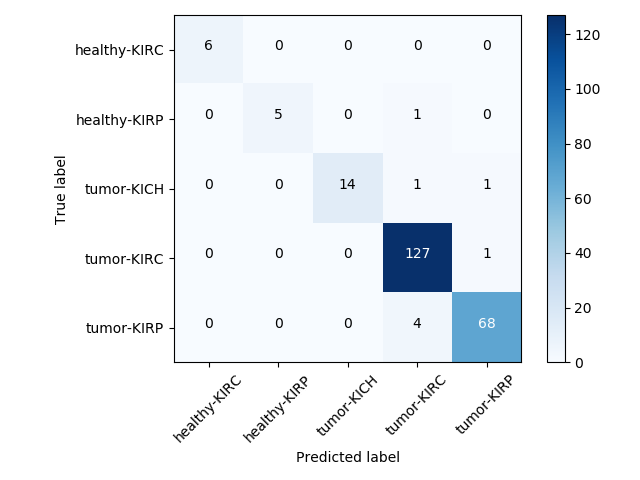 healthy-KIRC 6 0 0 0 0
healthy-KIRP 0 5 0 1 0
tumor-KICH 0 0 14 1 1
tumor-KIRC 0 0 0 127 1
tumor-KIRP 0 0 0 4 68
True label
healthy-KIRC healthy-KIRP tumor-KICH tumor-KIRC tumor-KIRP
Predicted label
120
100
80
60
40
20
0